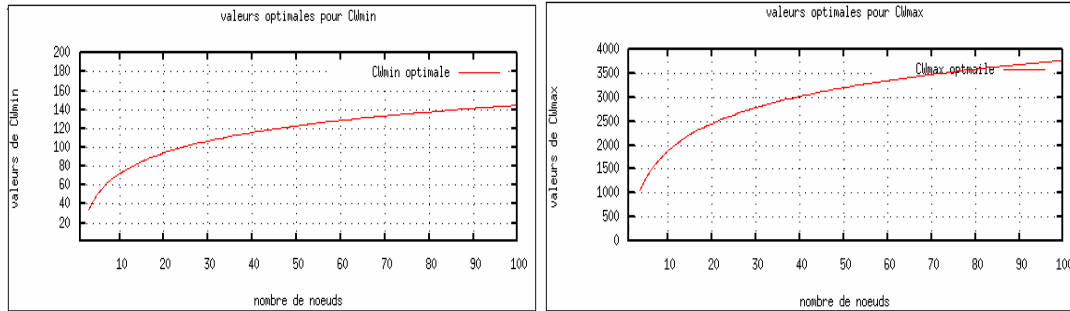 valeurs optimales pour CWmin
valeurs de CWmin
200
180
160
140
120
100
80
60
40
20
CWmin optimale
10 20 30 40 50 60 70 80 90 100
nombre de noeuds
valeurs optimales pour CWmax
valeurs de CWmax
4000
3500
3000
2500
2000
1500
1000
500
0
CWmax optmaile
10 20 30 40 50 60 70 80 90 100
nombre de noeuds